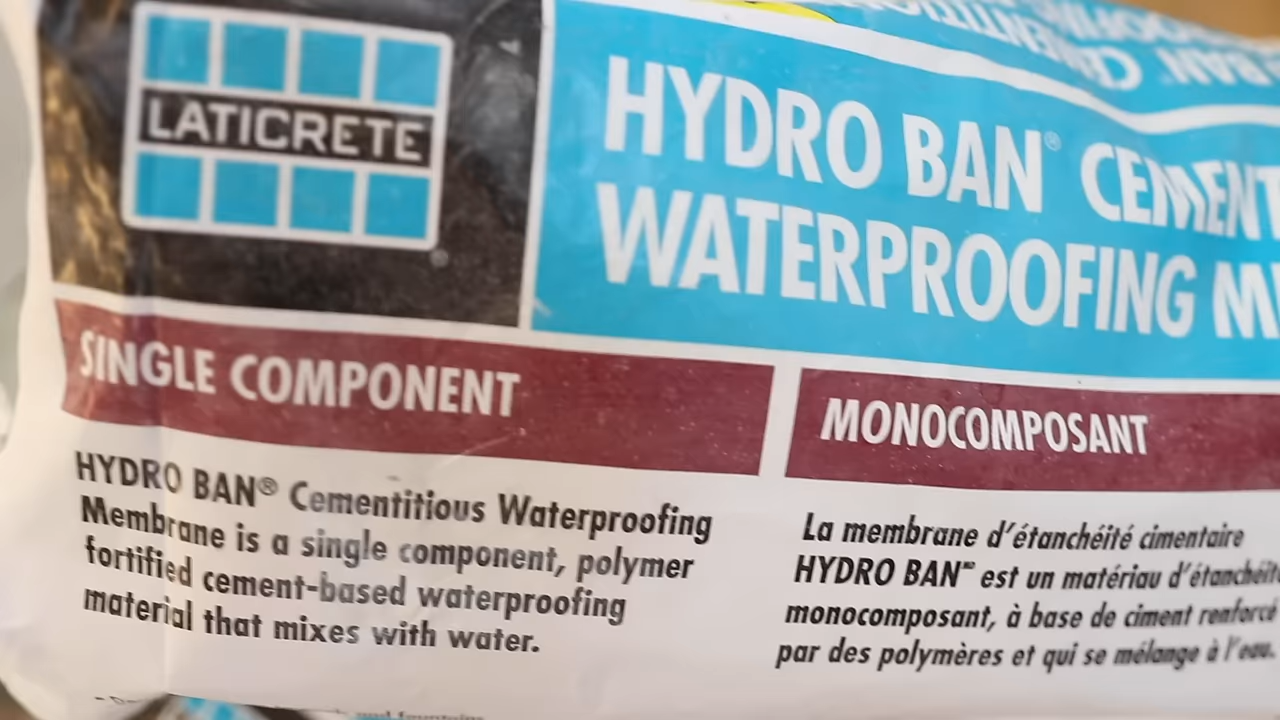 LATICRETE
HYDRO BAN® CEMENT
WATERPROOFING
SINGLE COMPONENT
HYDRO BAN® Cementitious Waterproofing
Membrane is a single component, polymer
fortified cement-based waterproofing
material that mixes with water.
MONOCOMPOSANT
La membrane d'étanchéité cimentaire
HYDRO BAN™ est un matériau d'étanchéité
monocomposant, à base de ciment renforcé
par des polymères et qui se mélange à l'eau.